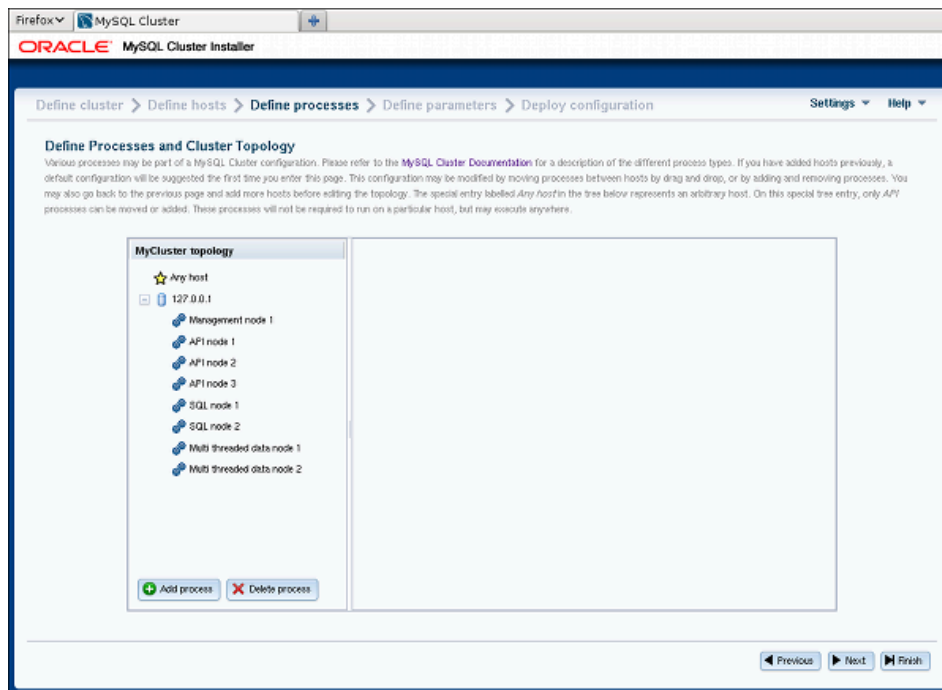 Firefox
MySQL Cluster
ORACLE MySQL Cluster Installer
Define cluster > Define hosts > Define processes > Define parameters > Deploy configuration
Settings Help
Define Processes and Cluster Topology
Various processes may be part of a MySQL Cluster configuration. Please refer to the MySQL Cluster Documentation for a description of the different process types. If you have added hosts previously, a
default configuration will be suggested the first time you enter this page. This configuration may be modified by moving processes between hosts by drag and drop, or by adding and removing processes. You
may also go back to the previous page and add more hosts before editing the topology. The special entry labelled Any host in the tree below represents an arbitrary host. On this special tree entry, only API
processes can be moved or added. These processes will not be required to run on a particular host, but may execute anywhere.
MyCluster topology
Any host
127.0.0.1
Management node 1
API node 1
API node 2
API node 3
SQL node 1
SQL node 2
Multi threaded data node 1
Multi threaded data node 2
Add process Delete process
Previous Next Finish